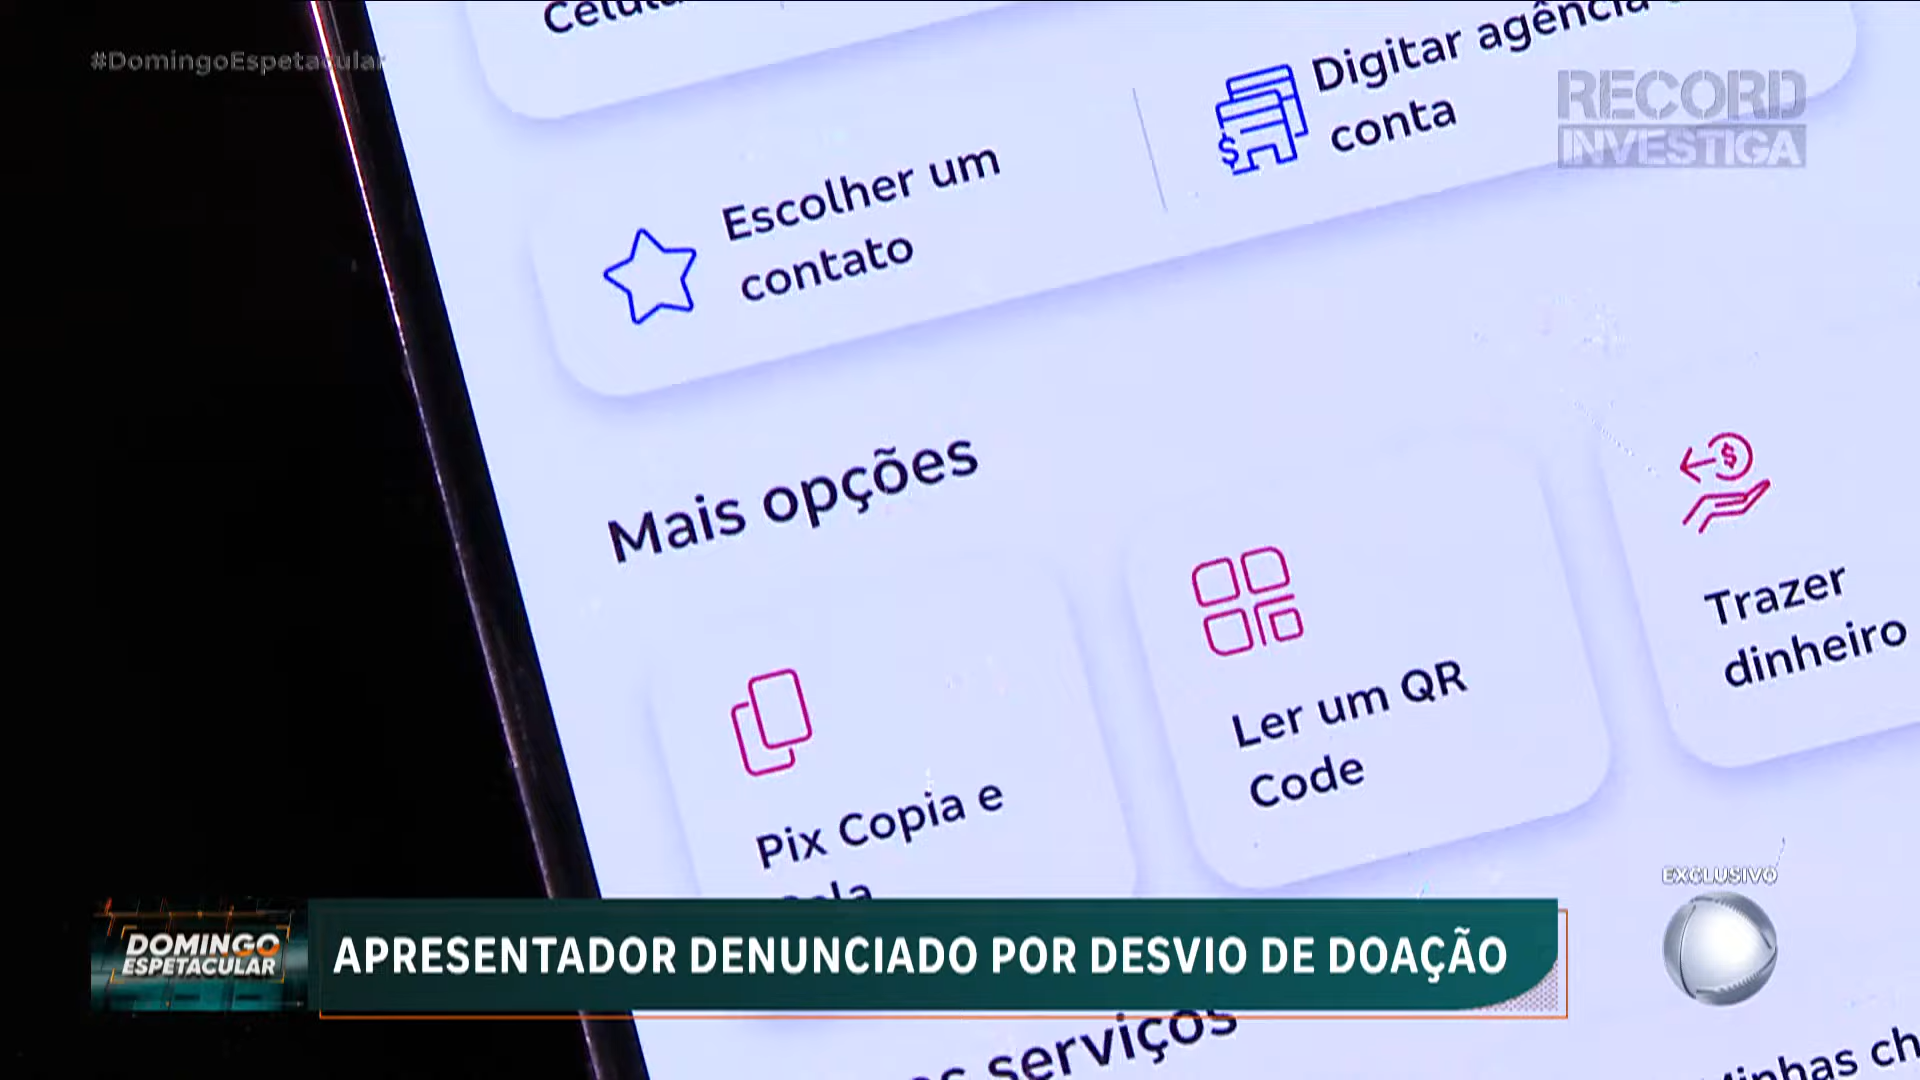 #DomingoEspetacular
Digitar agência
conta
RECORD
INVESTIGA
Escolher um
contato
Mais opções
Trazer
dinheiro
Ler um QR
Code
Pix Copia e
EXCLUSIVO
DOMINGO
ESPETACULAR
APRESENTADOR DENUNCIADO POR DESVIO DE DOAÇÃO
serviços